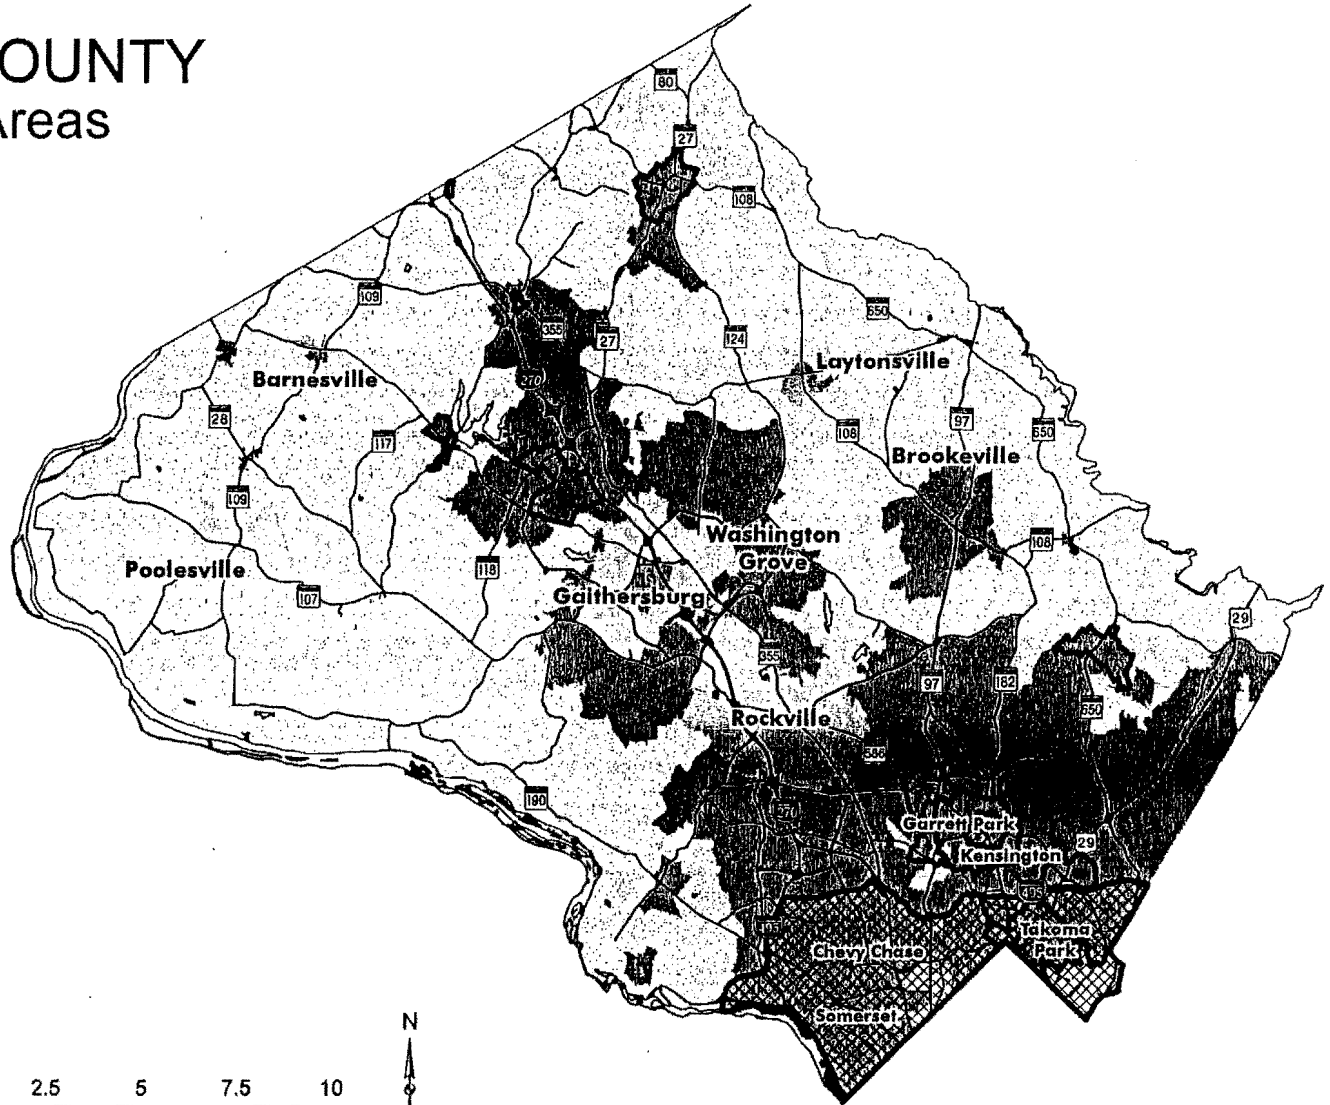 OUNTY
Areas
80
27
108
109
355
27
124
650
Laytonsville
Barnesville
270
28
117
108
97
650
Brookeville
109
Washington
Grove
108
Poolesville
118
107
Gaithersburg
29
355
97
182
650
Rockville
586
190
270
Garrett Park
29
Kensington
495
Takoma
Park
Chevy Chase
Somerset
N
2.5 5 7.5 10